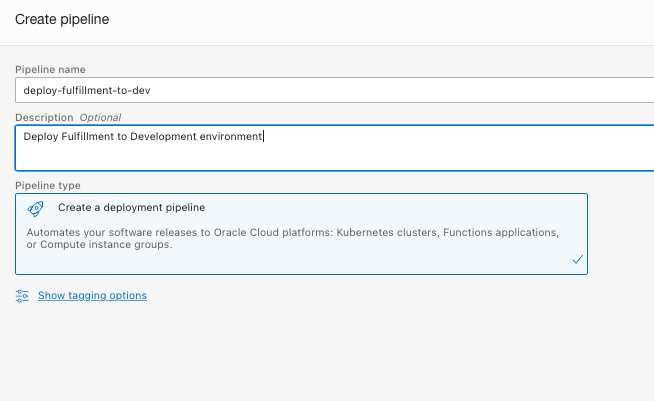 Create pipeline
Pipeline name
deploy-fulfillment-to-dev
Description Optional
Deploy Fulfillment to Development environment
Pipeline type
Create a deployment pipeline
Automates your software releases to Oracle Cloud platforms: Kubernetes clusters, Functions applications,
or Compute instance groups.
Show tagging options